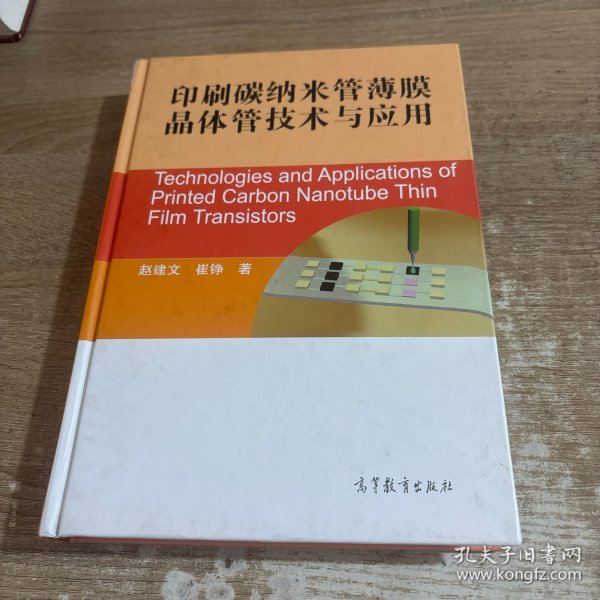 印刷碳纳米管薄膜
晶体管技术与应用
Technologies and Applications of
Printed Carbon Nanotube Thin
Film Transistors
赵建文 崔铮 著
高等教育出版社
孔夫子旧书网
www.kongfz.com